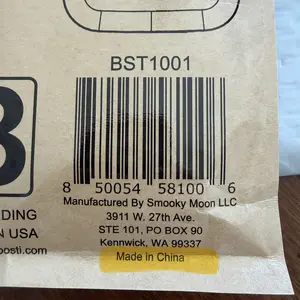 BST1001
B
8 50054 58100 6
Manufactured By Smooky Moon LLC
3911 W. 27th Ave.
STE 101, PO BOX 90
Kennwick, WA 99337
Made in China
DING
N USA
osti.com